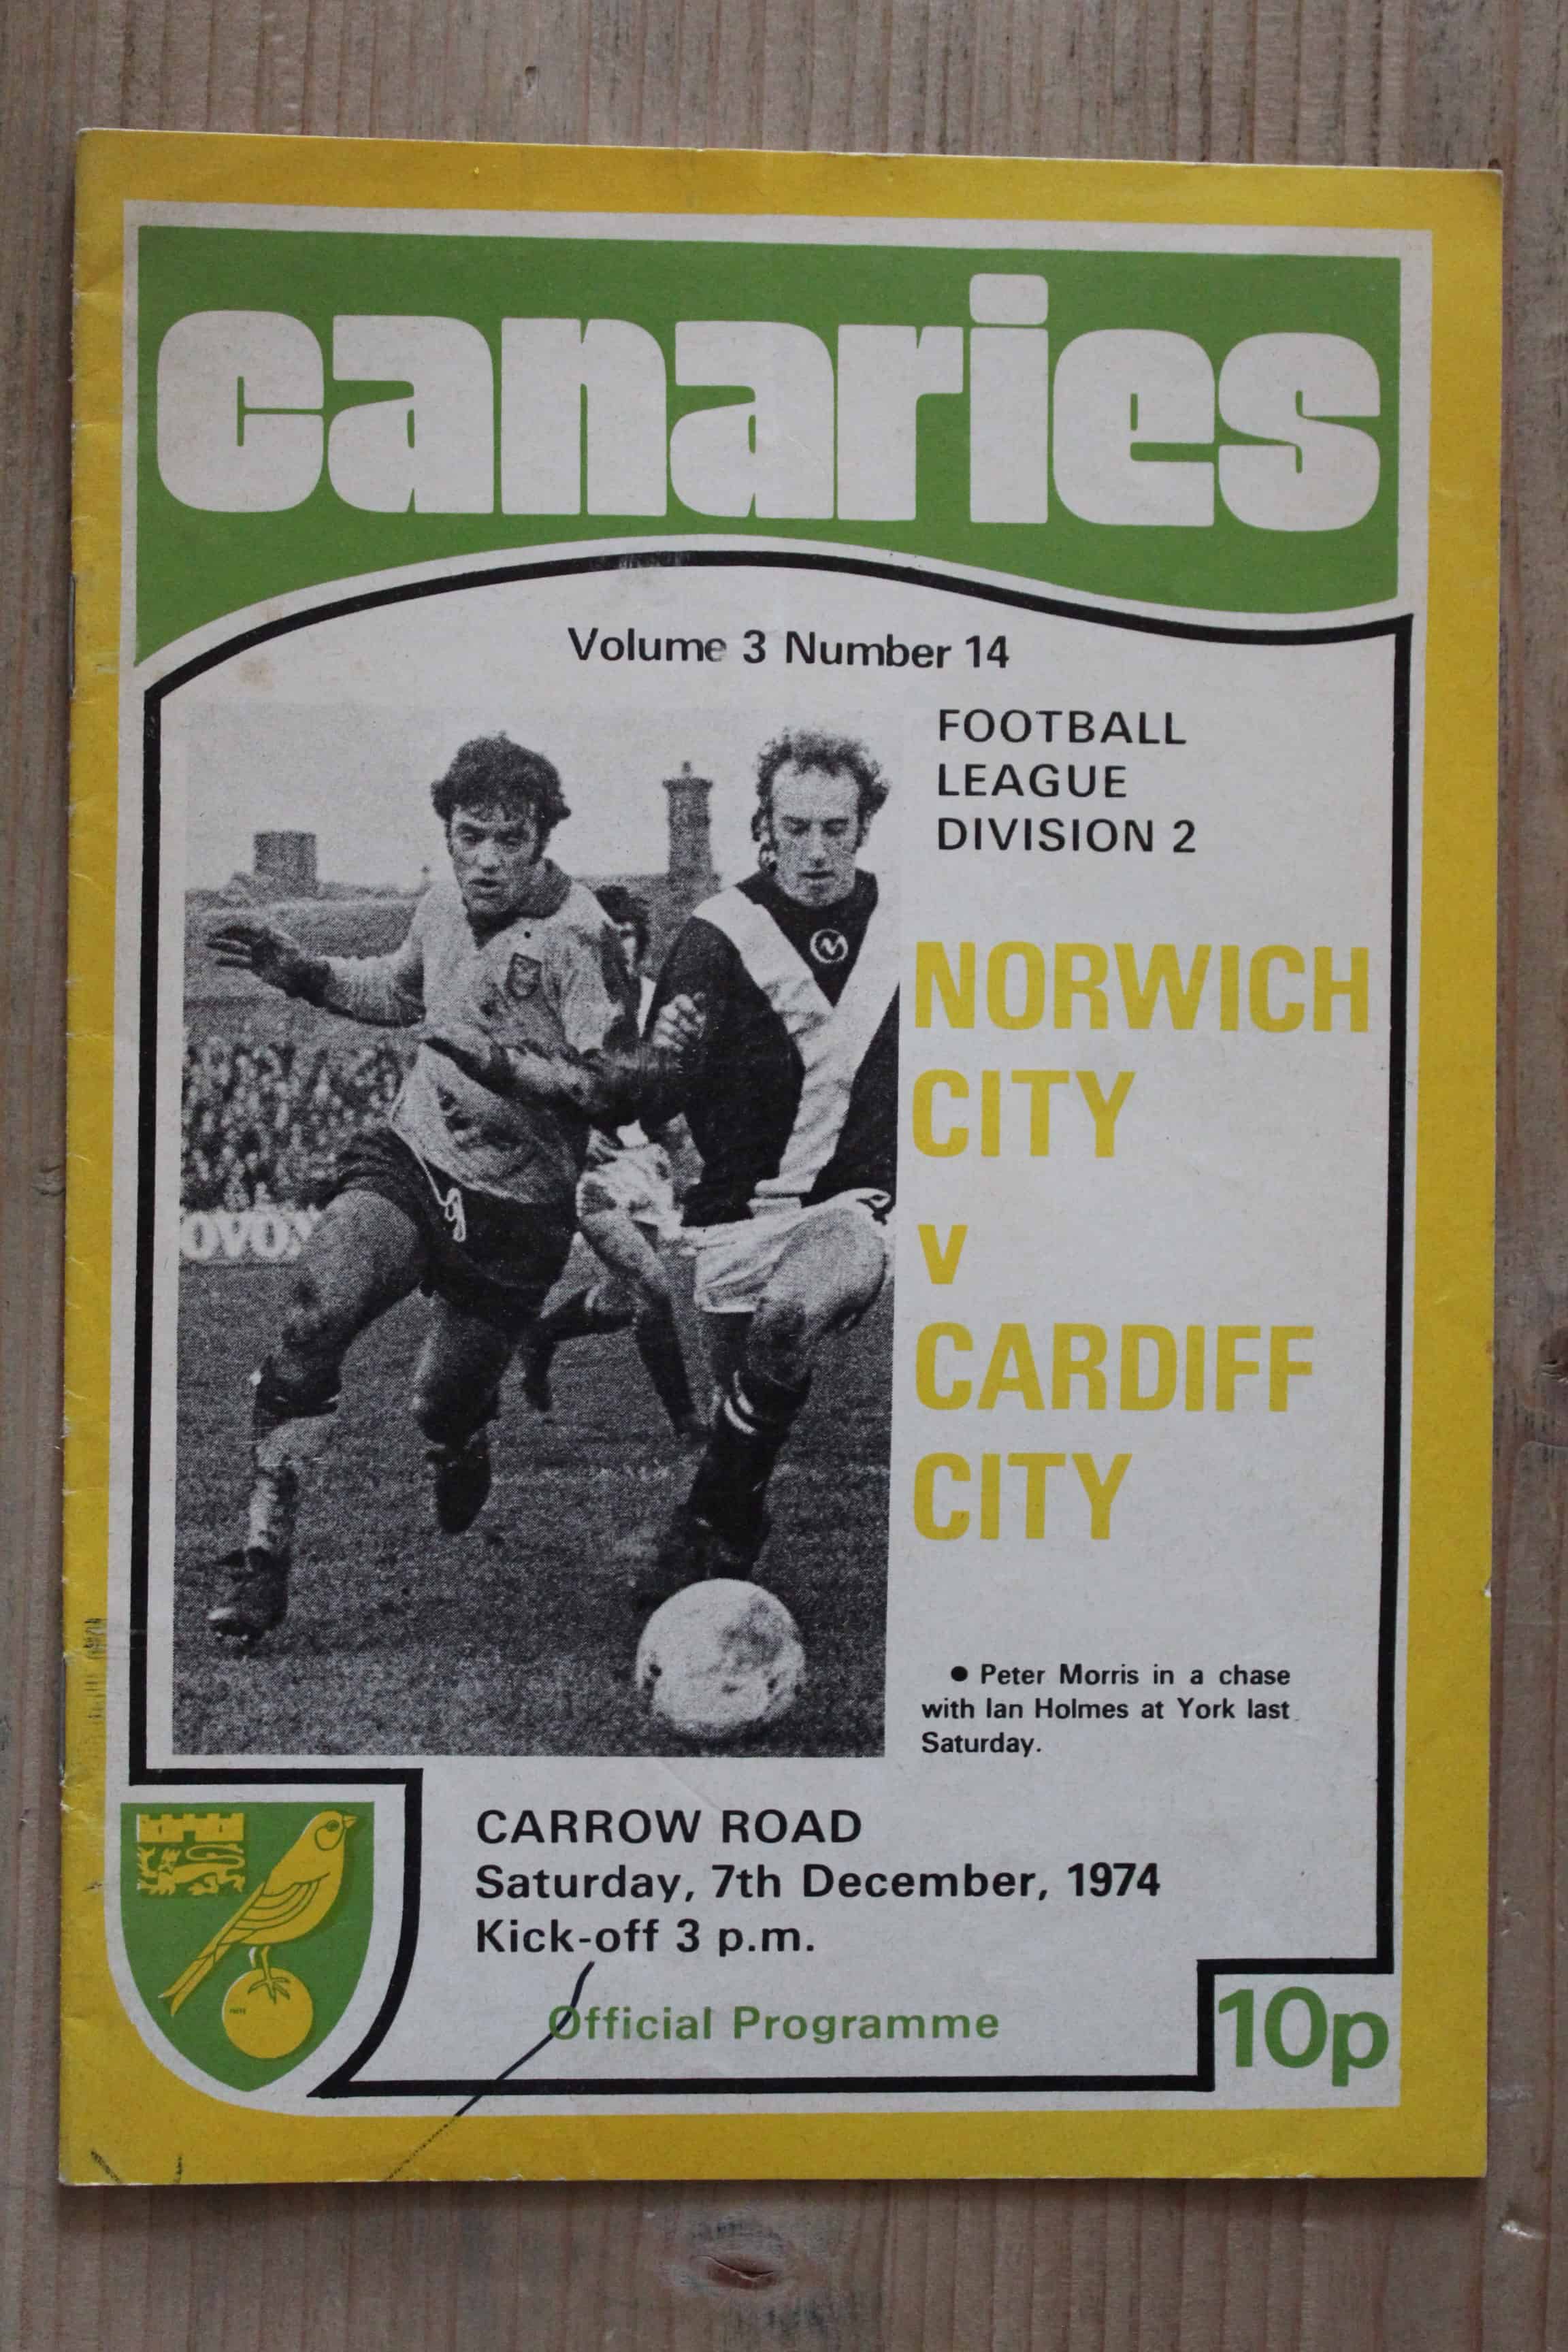 canaries
Volume 3 Number 14
FOOTBALL
LEAGUE
DIVISION 2
NORWICH
CITY
v
CARDIFF
CITY
● Peter Morris in a chase
with Ian Holmes at York last
Saturday.
CARROW ROAD
Saturday, 7th December, 1974
Kick-off 3 p.m.
Official Programme
10p